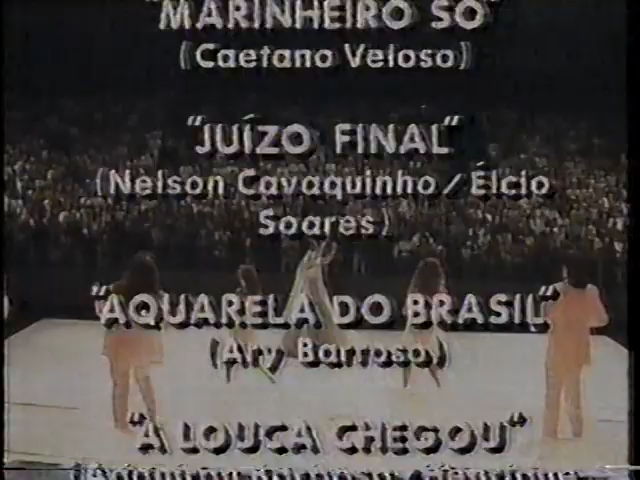 "MARINHEIRO SÓ"
(Caetano Veloso)
"JUÍZO FINAL"
(Nelson Cavaquinho/Élcio
Soares)
"AQUARELA DO BRASIL"
(Ary Barroso)
"A LOUCA CHEGOU"